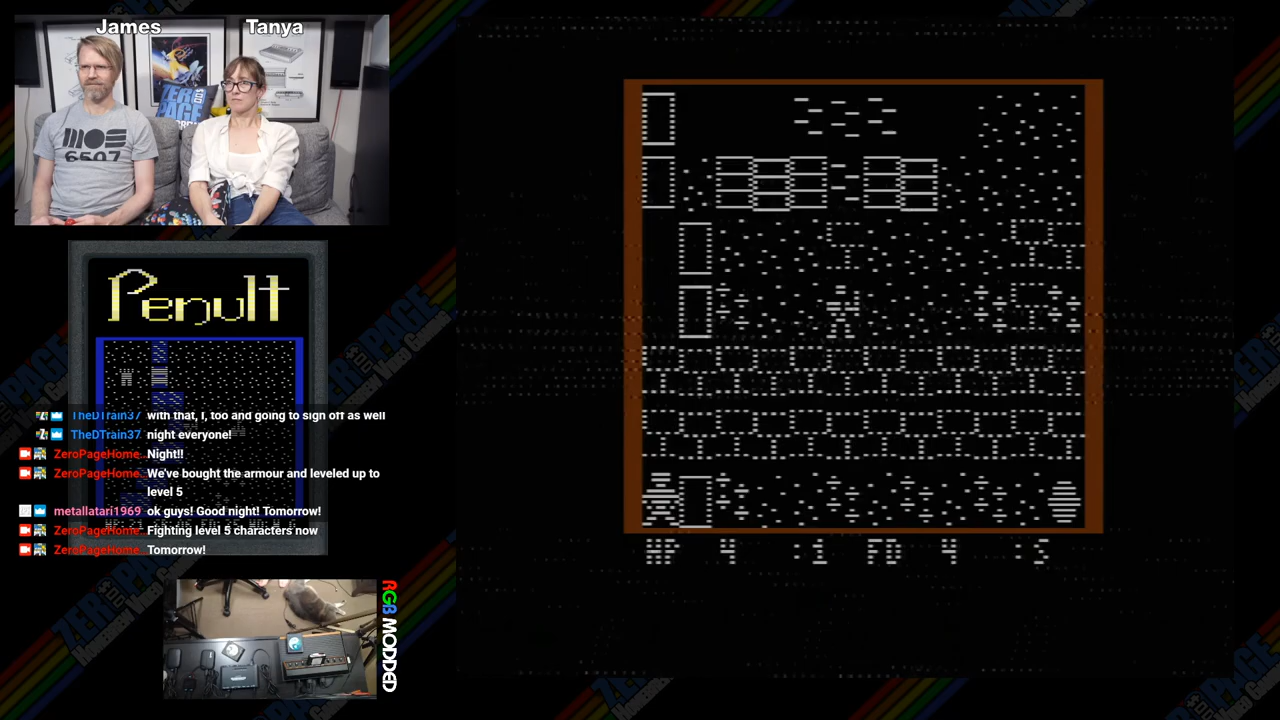 James
Tanya
MOS
6507
Penult
TheDTrain37 with that, I, too and going to sign off as well
TheDTrain37 night everyone!
ZeroPageHome.. Night!!
ZeroPageHome.. We've bought the armour and leveled up to
level 5
metallatari1969 ok guys! Good night! Tomorrow!
ZeroPageHome.. Fighting level 5 characters now
ZeroPageHome.. Tomorrow!
RGB MODDED
HP 4 :1 FD 4 :S